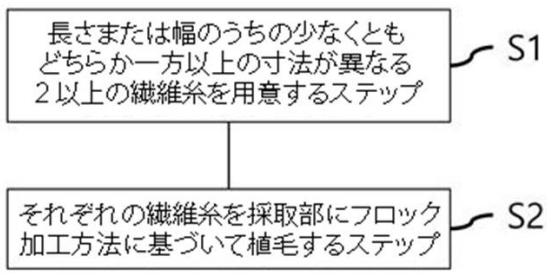 長さまたは幅のうちの少なくとも
どちらか一方以上の寸法が異なる
２以上の繊維糸を用意するステップ
S1
それぞれの繊維糸を採取部にフロック
加工方法に基づいて植毛するステップ
S2